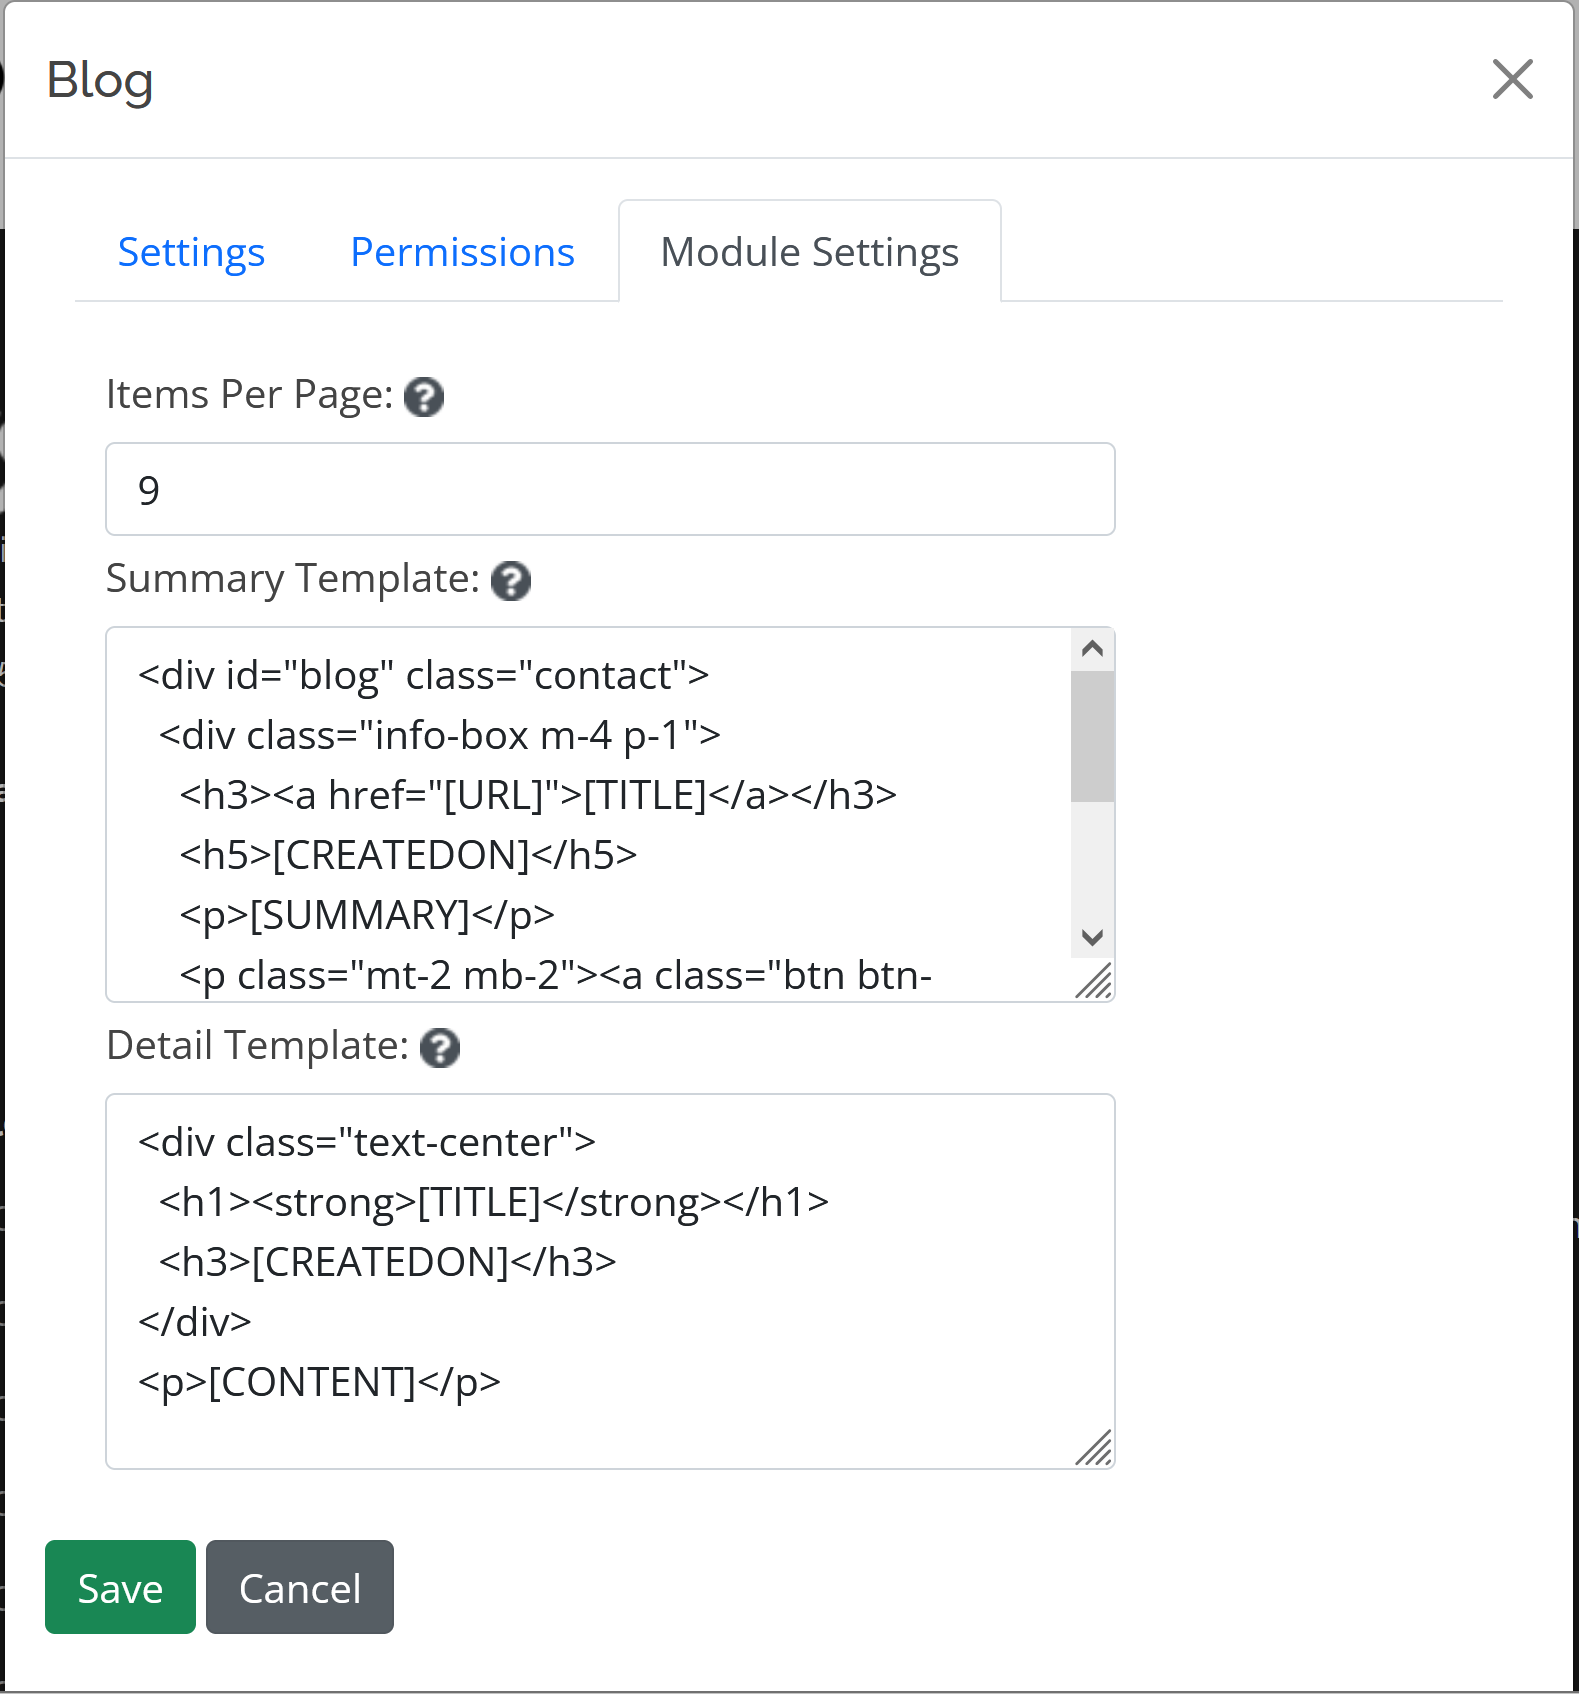 Blog
Settings Permissions Module Settings
Items Per Page:
9
Summary Template:
<div id="blog" class="contact">
<div class="info-box m-4 p-1">
<h3><a href="[URL]">[TITLE]</a></h3>
<h5>[CREATEDON]</h5>
<p>[SUMMARY]</p>
<p class="mt-2 mb-2"><a class="btn btn-
Detail Template:
<div class="text-center">
<h1><strong>[TITLE]</strong></h1>
<h3>[CREATEDON]</h3>
</div>
<p>[CONTENT]</p>
Save Cancel